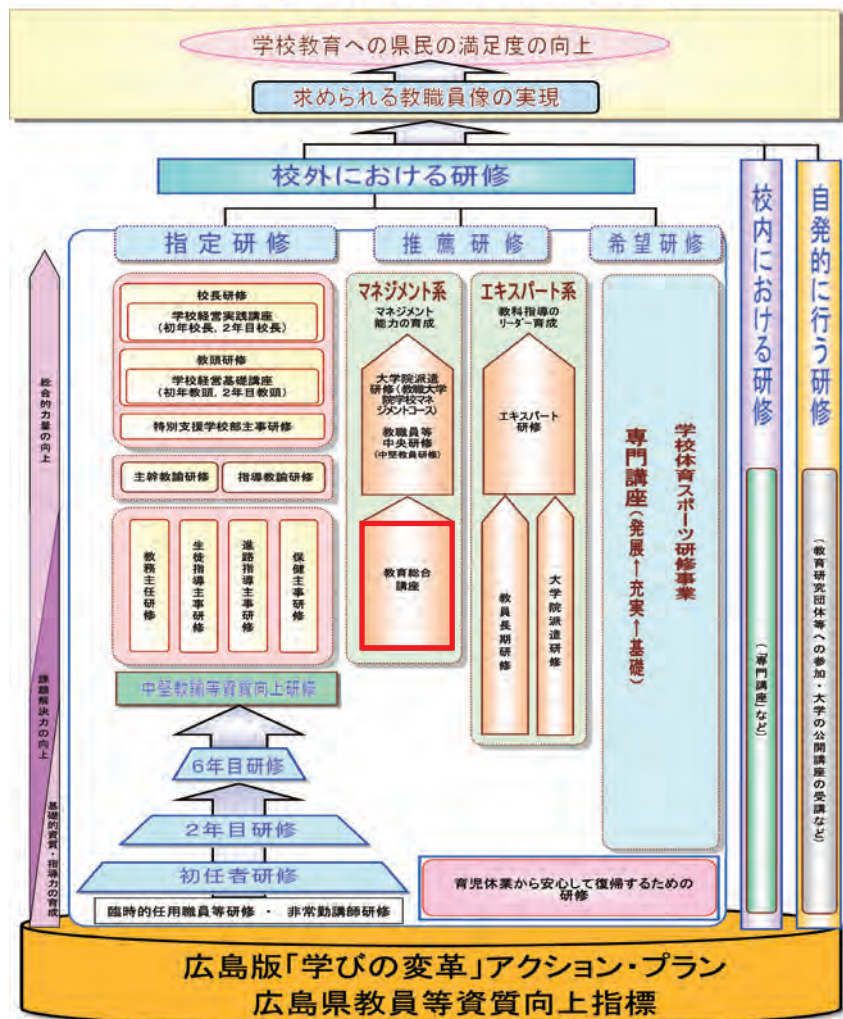 学校教育への県民の満足度の向上
求められる教職員像の実現
校外における研修
指定研修
推薦研修
希望研修
校内における研修
自発的に行う研修
総合的力量の向上
課題解決力の向上
基礎的資質・指導力の育成
校長研修
学校経営実践講座
(初年校長, 2年目校長)
教頭研修
学校経営基礎講座
(初年教頭, 2年目教頭)
特別支援学校部主事研修
主幹教諭研修
指導教諭研修
教務主任研修
生徒指導主事研修
進路指導主事研修
保健主事研修
中堅教諭等資質向上研修
6年目研修
2年目研修
初任者研修
臨時的任用職員等研修 ・ 非常勤講師研修
マネジメント系
マネジメント
能力の育成
大学院派遣
研修(教職大学
院学校マネ
ジメントコース)
教職員等
中央研修
(中堅教員研修)
教育総合
講座
エキスパート系
教科指導の
リーダー育成
エキスパート
研修
教員長期研修
大学院派遣研修
学校体育スポーツ研修事業
専門講座(発展←充実←基礎)
(「専門講座」など)
(教育研究団体等への参加・大学の公開講座の受講など)
育児休業から安心して復帰するための
研修
広島版「学びの変革」アクション・プラン
広島県教員等資質向上指標